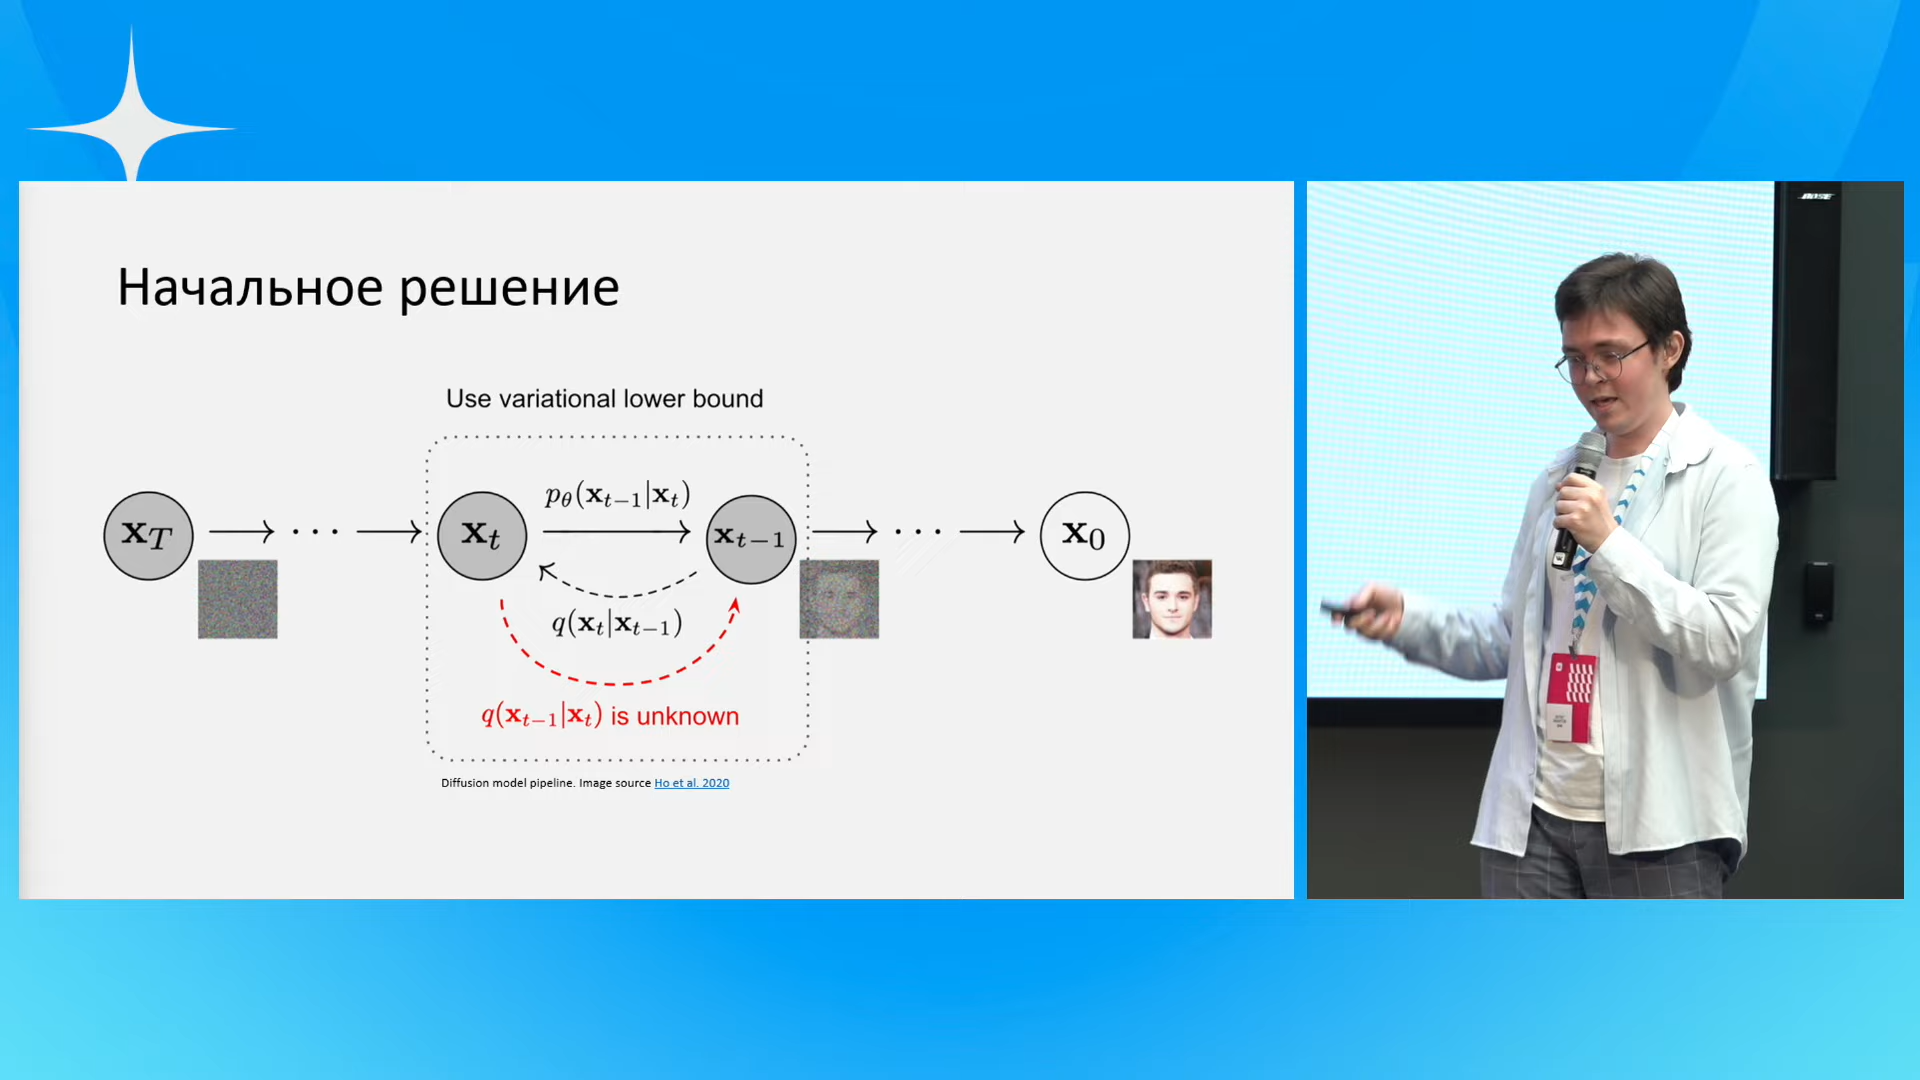 Начальное решение
Use variational lower bound
x_T → ··· → x_t p_θ(x_{t−1}|x_t) x_{t−1} → ··· → x_0
q(x_t|x_{t−1})
q(x_{t−1}|x_t) is unknown
Diffusion model pipeline. Image source Ho et al. 2020
BOSE